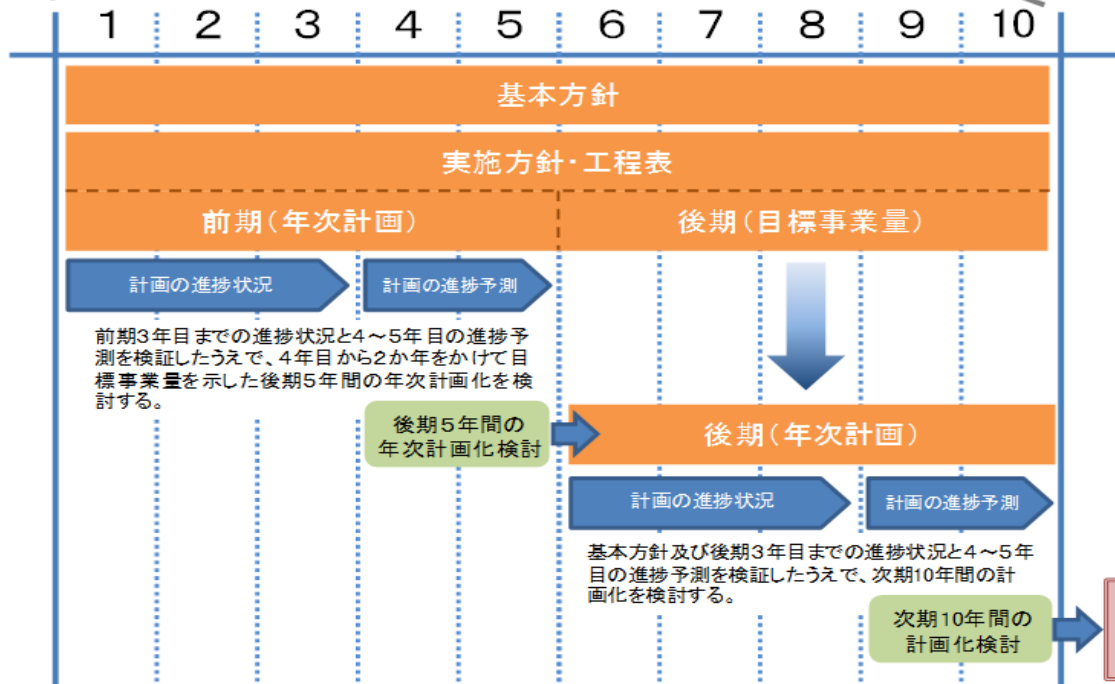 1 2 3 4 5 6 7 8 9 10
基本方針
実施方針・工程表
前期（年次計画） 後期（目標事業量）
計画の進捗状況 計画の進捗予測
前期3年目までの進捗状況と4～5年目の進捗予
測を検証したうえで、4年目から2か年をかけて目
標事業量を示した後期5年間の年次計画化を検
討する。
後期5年間の
年次計画化検討
後期（年次計画）
計画の進捗状況 計画の進捗予測
基本方針及び後期3年目までの進捗状況と4～5年
目の進捗予測を検証したうえで、次期10年間の計
画化を検討する。
次期10年間の
計画化検討